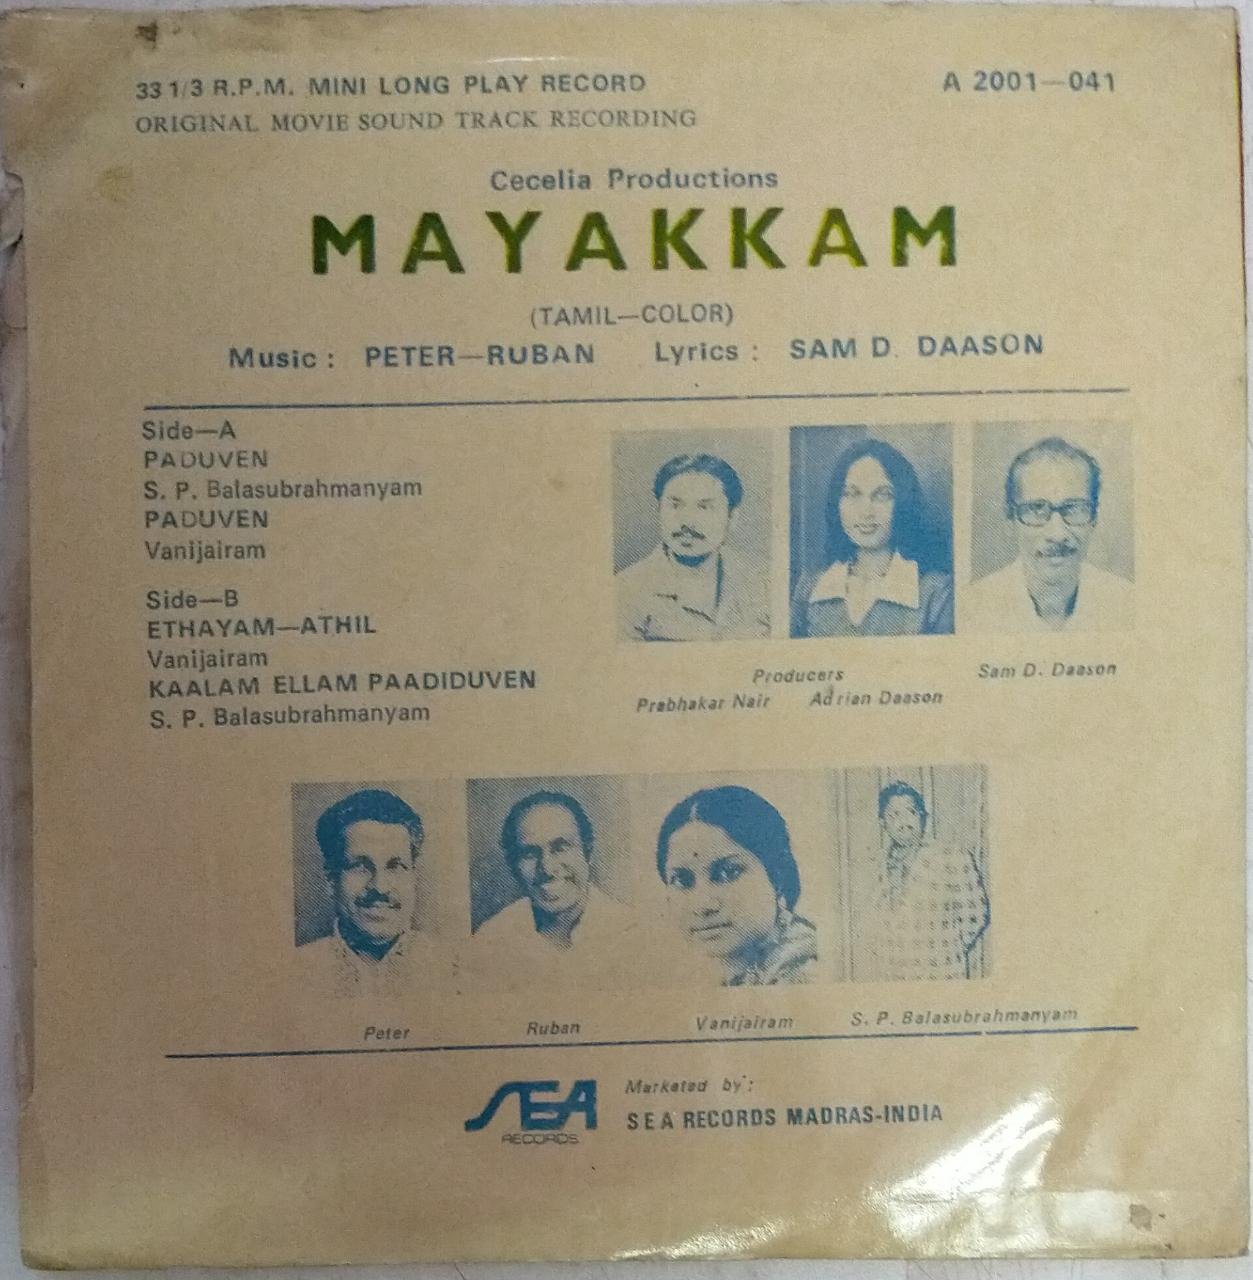 33 1/3 R.P.M. MINI LONG PLAY RECORD A 2001—041
ORIGINAL MOVIE SOUND TRACK RECORDING
Cecelia Productions
MAYAKKAM
(TAMIL—COLOR)
Music : PETER—RUBAN Lyrics : SAM D. DAASON
Side—A
PADUVEN
S. P. Balasubrahmanyam
PADUVEN
Vanijairam
Side—B
ETHAYAM—ATHIL
Vanijairam
KAALAM ELLAM PAADIDUVEN
S. P. Balasubrahmanyam
Producers
Prabhakar Nair Adrian Daason
Sam D. Daason
Peter Ruban Vanijairam S. P. Balasubrahmanyam
SEA
RECORDS
Marketed by :
SEA RECORDS MADRAS-INDIA